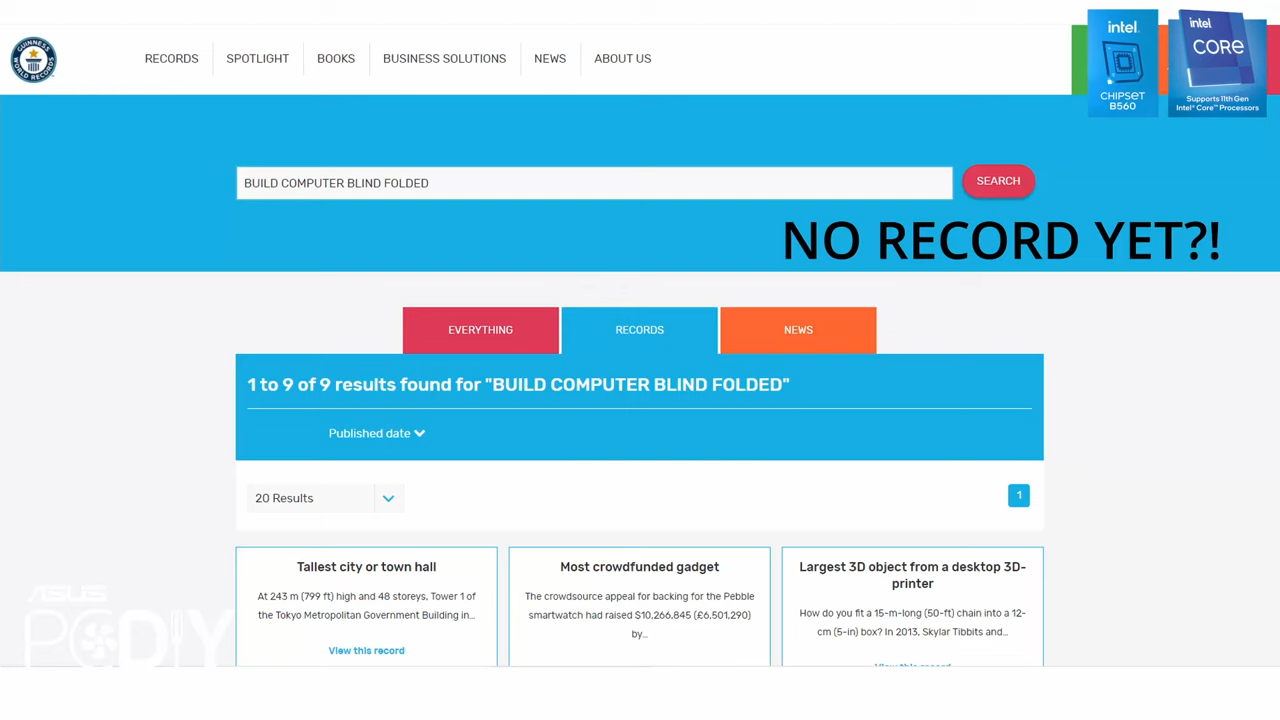 GUINNESS WORLD RECORDS
RECORDS
SPOTLIGHT
BOOKS
BUSINESS SOLUTIONS
NEWS
ABOUT US
intel.
CHIPSET
B560
intel
CORE
Supports 11th Gen
Intel® Core™ Processors
BUILD COMPUTER BLIND FOLDED
SEARCH
NO RECORD YET?!
EVERYTHING
RECORDS
NEWS
1 to 9 of 9 results found for "BUILD COMPUTER BLIND FOLDED"
Published date
20 Results
1
Tallest city or town hall
At 243 m (799 ft) high and 48 storeys, Tower 1 of
the Tokyo Metropolitan Government Building in...
View this record
Most crowdfunded gadget
The crowdsource appeal for backing for the Pebble
smartwatch had raised $10,266,845 (£6,501,290)
by...
Largest 3D object from a desktop 3D-
printer
How do you fit a 15-m-long (50-ft) chain into a 12-
cm (5-in) box? In 2013, Skylar Tibbits and...
View this record
ASUS
PCDIY